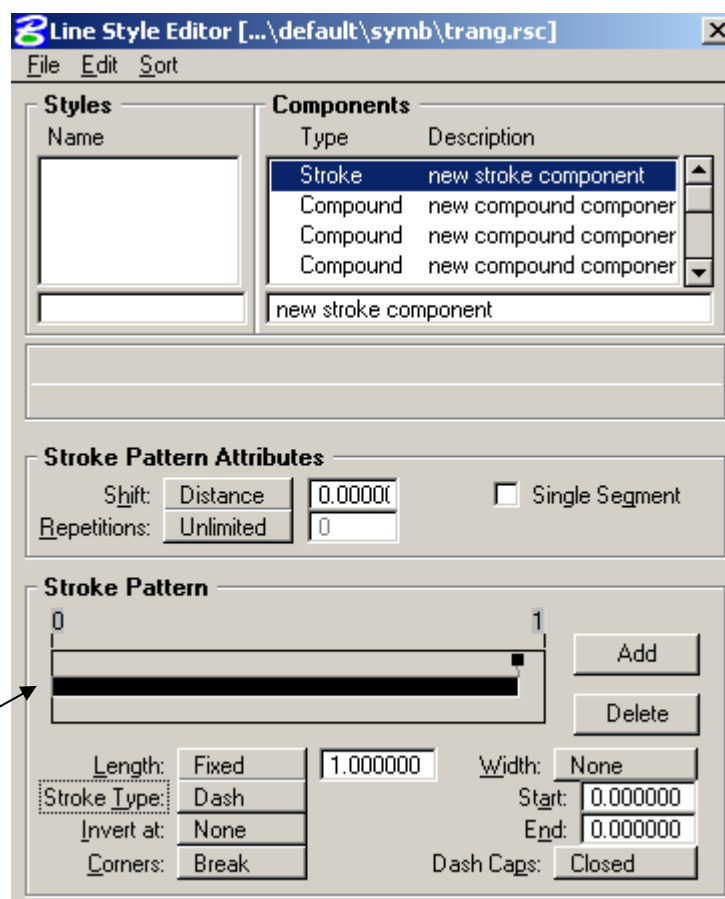 Line Style Editor [...\default\symb\trang.rsc]
File Edit Sort
Styles Components
Name Type Description
Stroke new stroke component
Compound new compound componer
Compound new compound componer
Compound new compound componer
new stroke component
Stroke Pattern Attributes
Shift: Distance 0.0000( Single Segment
Repetitions: Unlimited 0
Stroke Pattern
0 1
Add
Delete
Length: Fixed 1.000000 Width: None
Stroke Type: Dash Start: 0.000000
Invert at: None End: 0.000000
Corners: Break Dash Caps: Closed